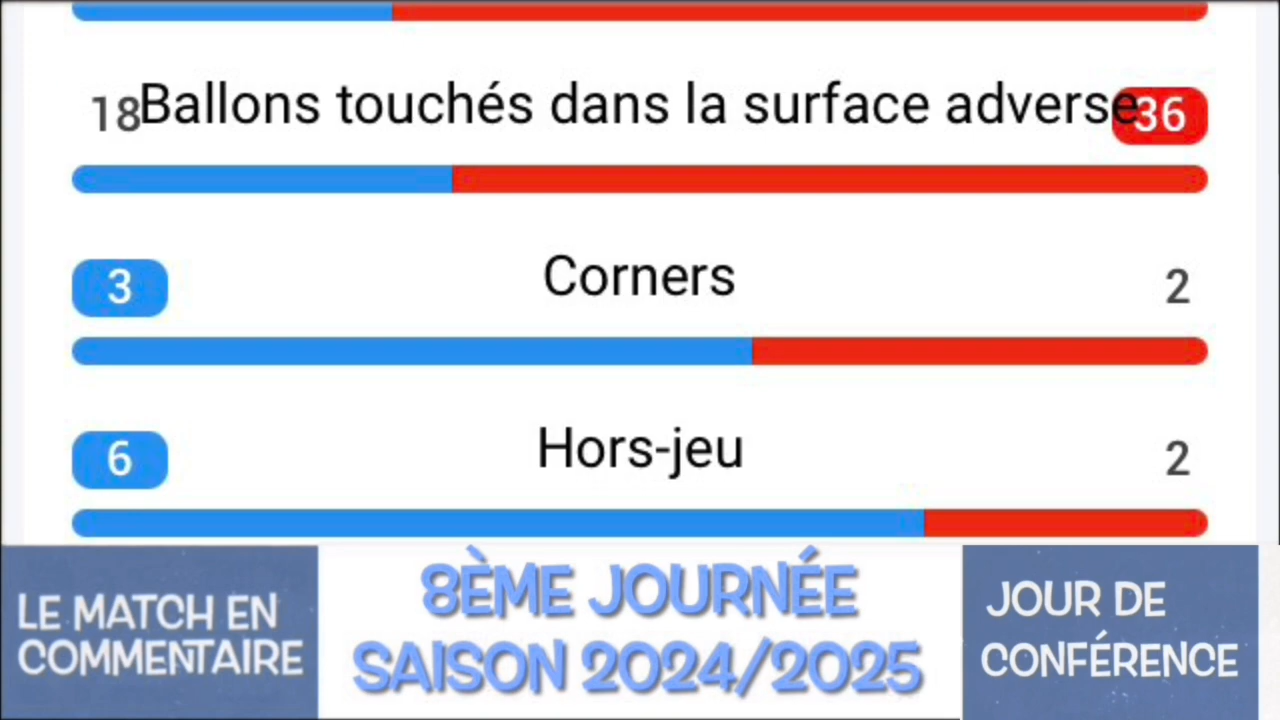 18 Ballons touchés dans la surface adverse 36
3 Corners 2
6 Hors-jeu 2
LE MATCH EN
COMMENTAIRE
8ÈME JOURNÉE
SAISON 2024/2025
JOUR DE
CONFÉRENCE